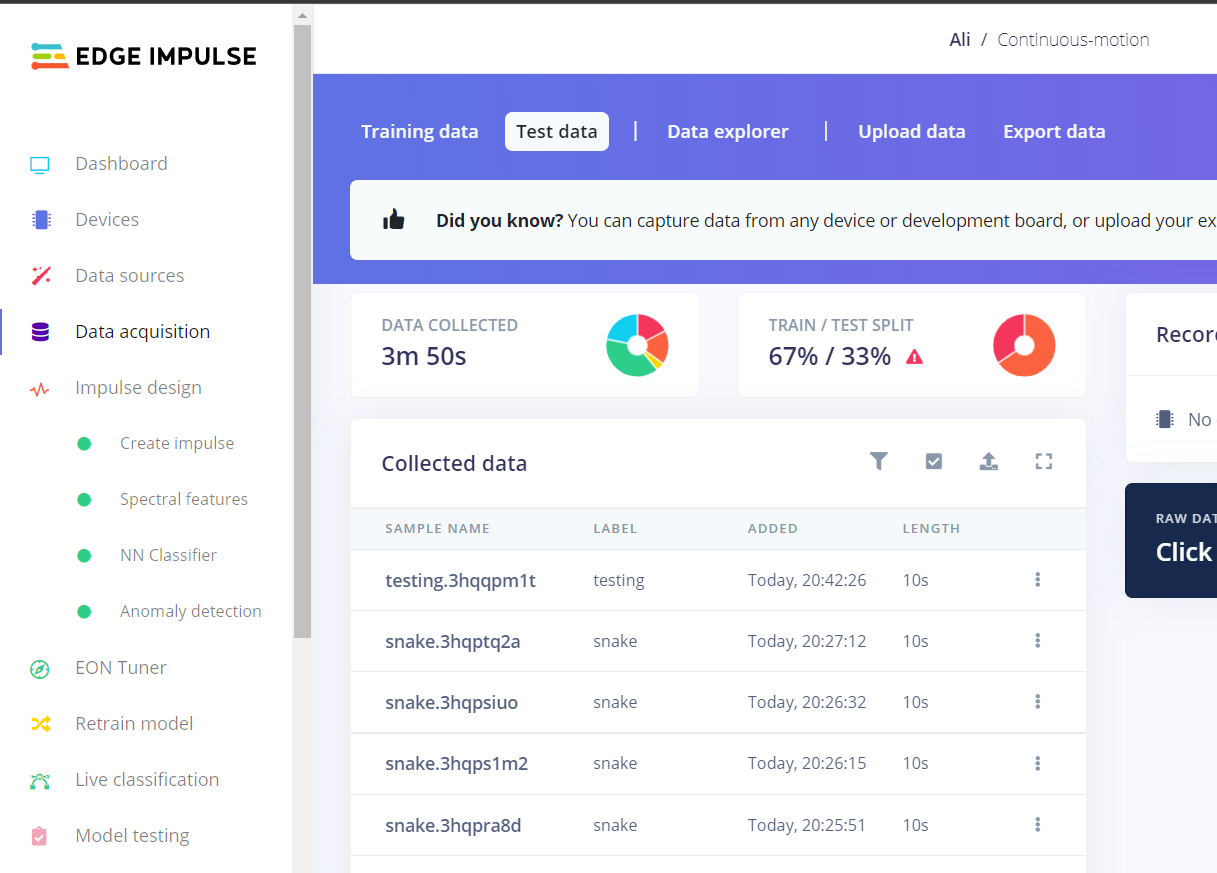 EDGE IMPULSE
Dashboard
Devices
Data sources
Data acquisition
Impulse design
Create impulse
Spectral features
NN Classifier
Anomaly detection
EON Tuner
Retrain model
Live classification
Model testing
Ali / Continuous-motion
Training data Test data | Data explorer | Upload data Export data
Did you know? You can capture data from any device or development board, or upload your ex
DATA COLLECTED
3m 50s
TRAIN / TEST SPLIT
67% / 33%
Collected data
SAMPLE NAME LABEL ADDED LENGTH
testing.3hqqpm1t testing Today, 20:42:26 10s
snake.3hqptq2a snake Today, 20:27:12 10s
snake.3hqpsiuo snake Today, 20:26:32 10s
snake.3hqps1m2 snake Today, 20:26:15 10s
snake.3hqpra8d snake Today, 20:25:51 10s
Recor
No
RAW DAT
Click